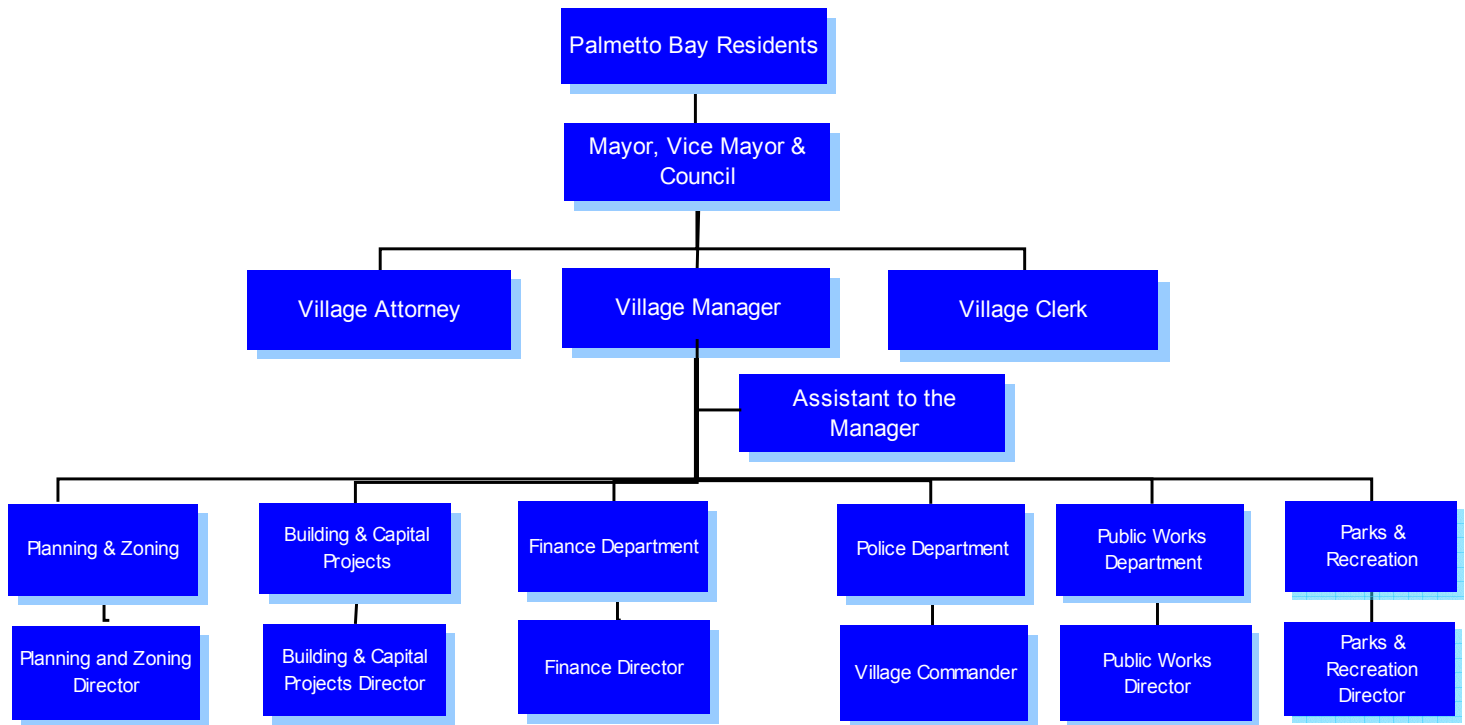 Palmetto Bay Residents
Mayor, Vice Mayor &
Council
Village Attorney
Village Manager
Village Clerk
Assistant to the
Manager
Planning & Zoning
Building & Capital
Projects
Finance Department
Police Department
Public Works
Department
Parks &
Recreation
Planning and Zoning
Director
Building & Capital
Projects Director
Finance Director
Village Commander
Public Works
Director
Parks &
Recreation
Director